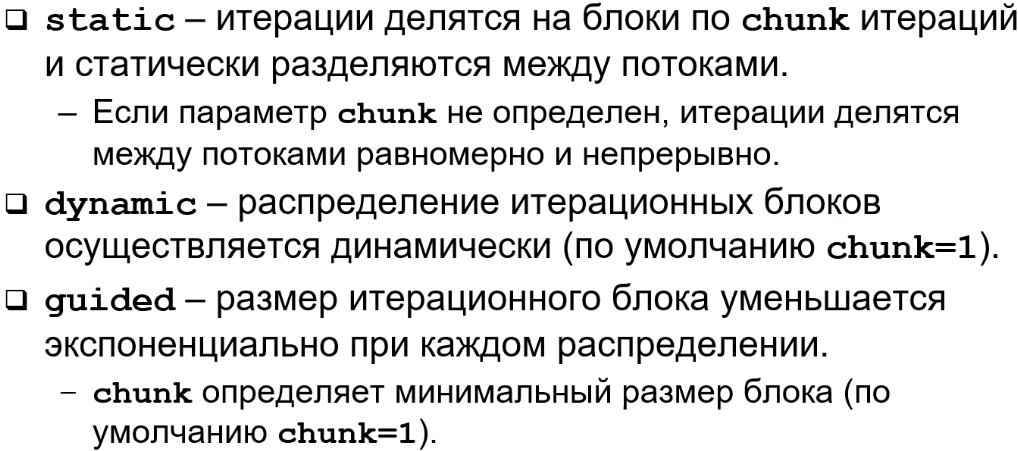 ❑ static – итерации делятся на блоки по chunk итераций
и статически разделяются между потоками.
– Если параметр chunk не определен, итерации делятся
между потоками равномерно и непрерывно.
❑ dynamic – распределение итерационных блоков
осуществляется динамически (по умолчанию chunk=1).
❑ guided – размер итерационного блока уменьшается
экспоненциально при каждом распределении.
– chunk определяет минимальный размер блока (по
умолчанию chunk=1).